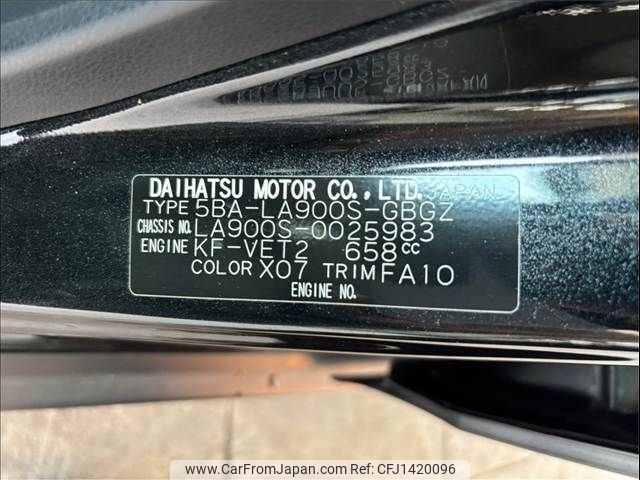 DAIHATSU MOTOR CO.,LTD. JAPAN
TYPE 5BA-LA900S-GBGZ
CHASSIS NO. LA900S-0025983
ENGINE KF-VET2 658cc
COLOR X07 TRIM FA10
ENGINE NO.
www.CarFromJapan.com - CFJ1420096